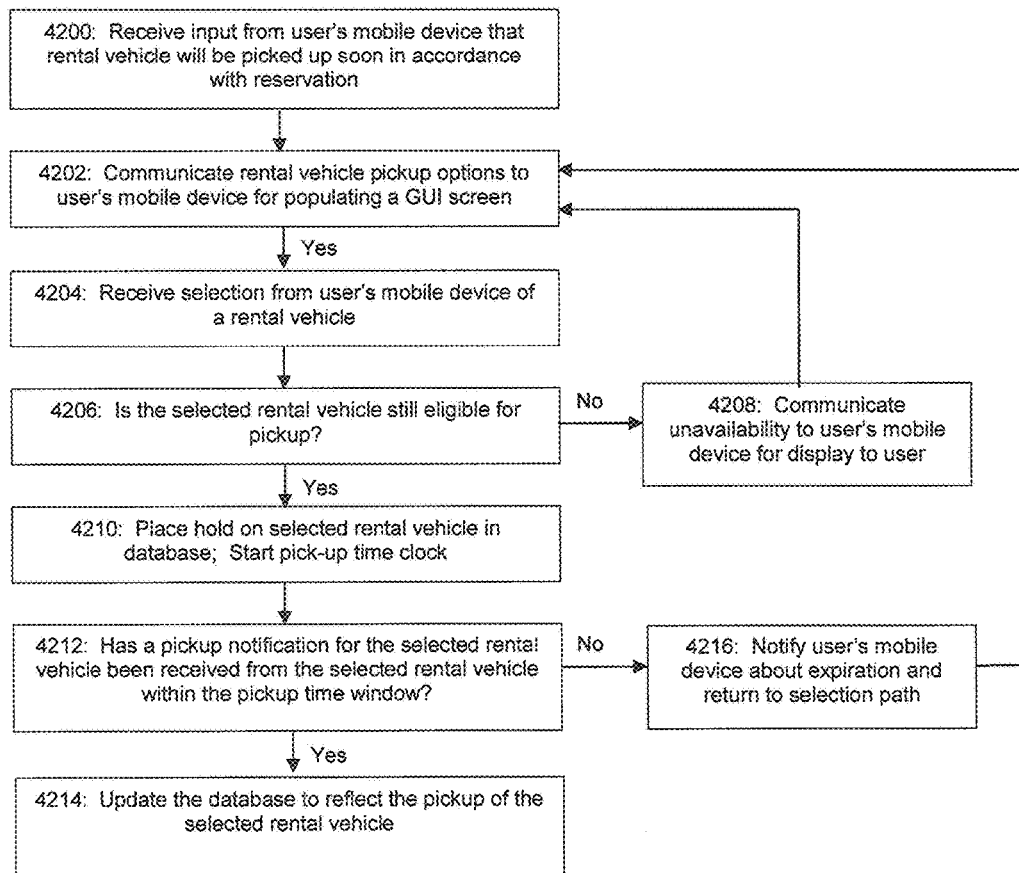 4200: Receive input from user's mobile device that
rental vehicle will be picked up soon in accordance
with reservation
4202: Communicate rental vehicle pickup options to
user's mobile device for populating a GUI screen
Yes
4204: Receive selection from user's mobile device of
a rental vehicle
4206: Is the selected rental vehicle still eligible for
pickup?
No
4208: Communicate
unavailability to user's mobile
device for display to user
Yes
4210: Place hold on selected rental vehicle in
database; Start pick-up time clock
4212: Has a pickup notification for the selected rental
vehicle been received from the selected rental vehicle
within the pickup time window?
No
4216: Notify user's mobile
device about expiration and
return to selection path
Yes
4214: Update the database to reflect the pickup of the
selected rental vehicle